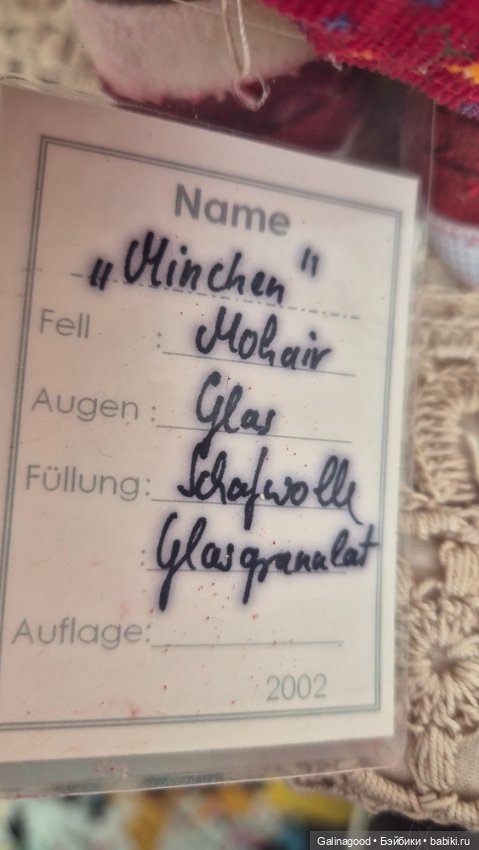 Name
„Minchen"
Fell : Mohair
Augen : Glas
Füllung: Schafwolle
: Glasgranulat
Auflage:
2002
Galinagood • Бэйбики • babiki.ru